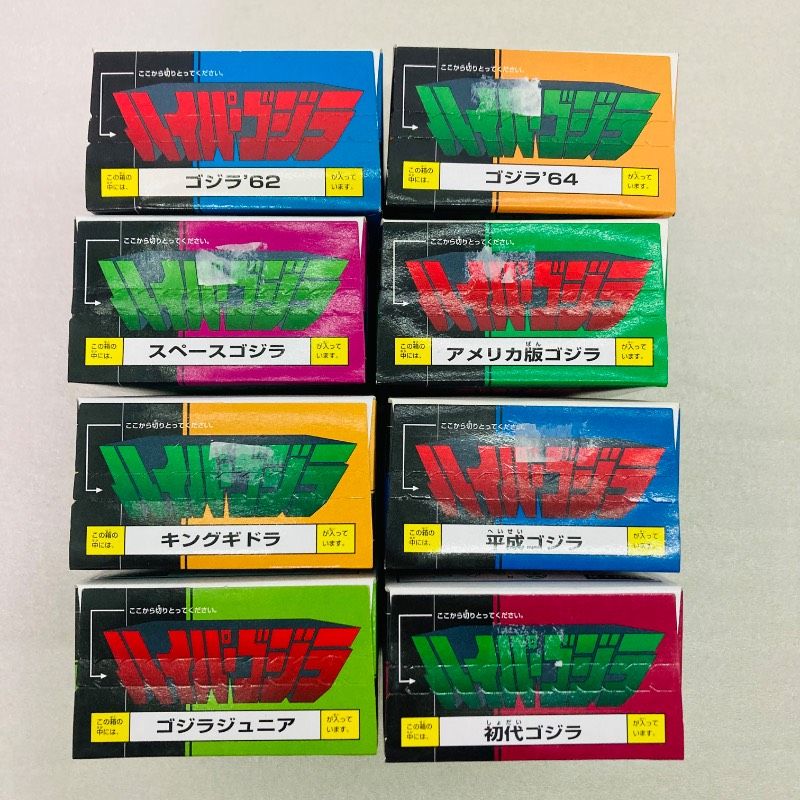 ここから切りとってください。
ハイパーゴジラ
この箱の
中には、
ゴジラ'62
が入って
います。
ここから切りとってください。
ハイパーゴジラ
この箱の
中には、
ゴジラ'64
が入って
います。
ここから切りとってください。
ハイパーゴジラ
この箱の
中には、
スペースゴジラ
が入って
います。
ここから切りとってください。
ハイパーゴジラ
この箱の
中には、
ばん
アメリカ版ゴジラ
が入って
います。
ここから切りとってください。
ハイパーゴジラ
この箱の
中には、
キングギドラ
が入って
います。
ここから切りとってください。
ハイパーゴジラ
この箱の
中には、
へいせい
平成ゴジラ
が入って
います。
ここから切りとってください。
ハイパーゴジラ
この箱の
中には、
ゴジラジュニア
が入って
います。
ここから切りとってください。
ハイパーゴジラ
この箱の
中には、
しょだい
初代ゴジラ
が入って
います。